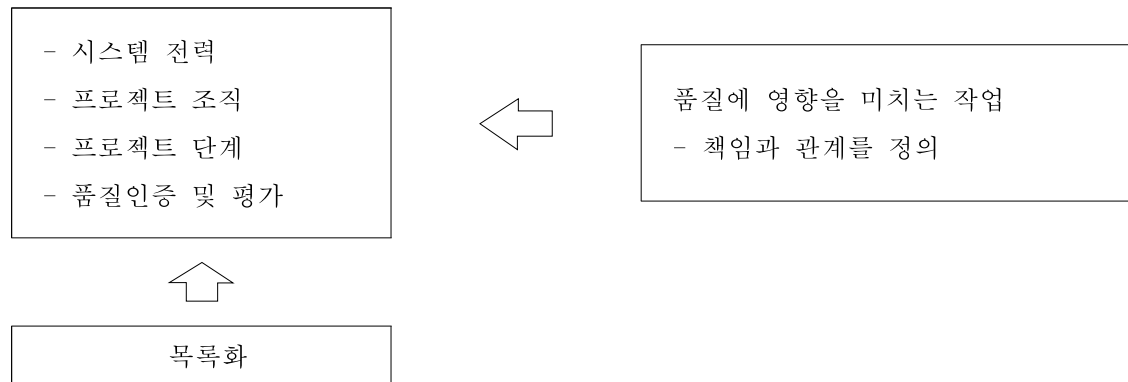 - 시스템 전력
- 프로젝트 조직
- 프로젝트 단계
- 품질인증 및 평가
품질에 영향을 미치는 작업
- 책임과 관계를 정의
목록화